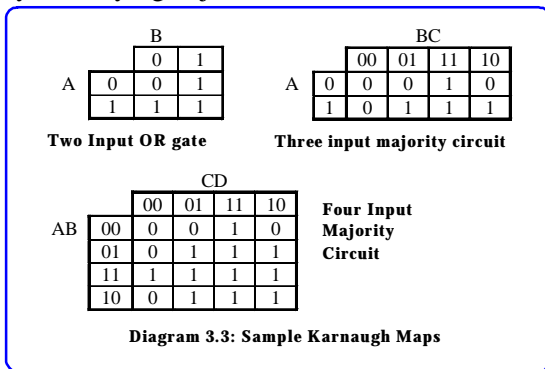 B
0 1
A 0 0 1
1 1 1
Two Input OR gate
BC
00 01 11 10
A 0 0 0 1 0
1 0 1 1 1
Three input majority circuit
CD
00 01 11 10
AB 00 0 0 1 0
01 0 1 1 1
11 1 1 1 1
10 0 1 1 1
Four Input
Majority
Circuit
Diagram 3.3: Sample Karnaugh Maps